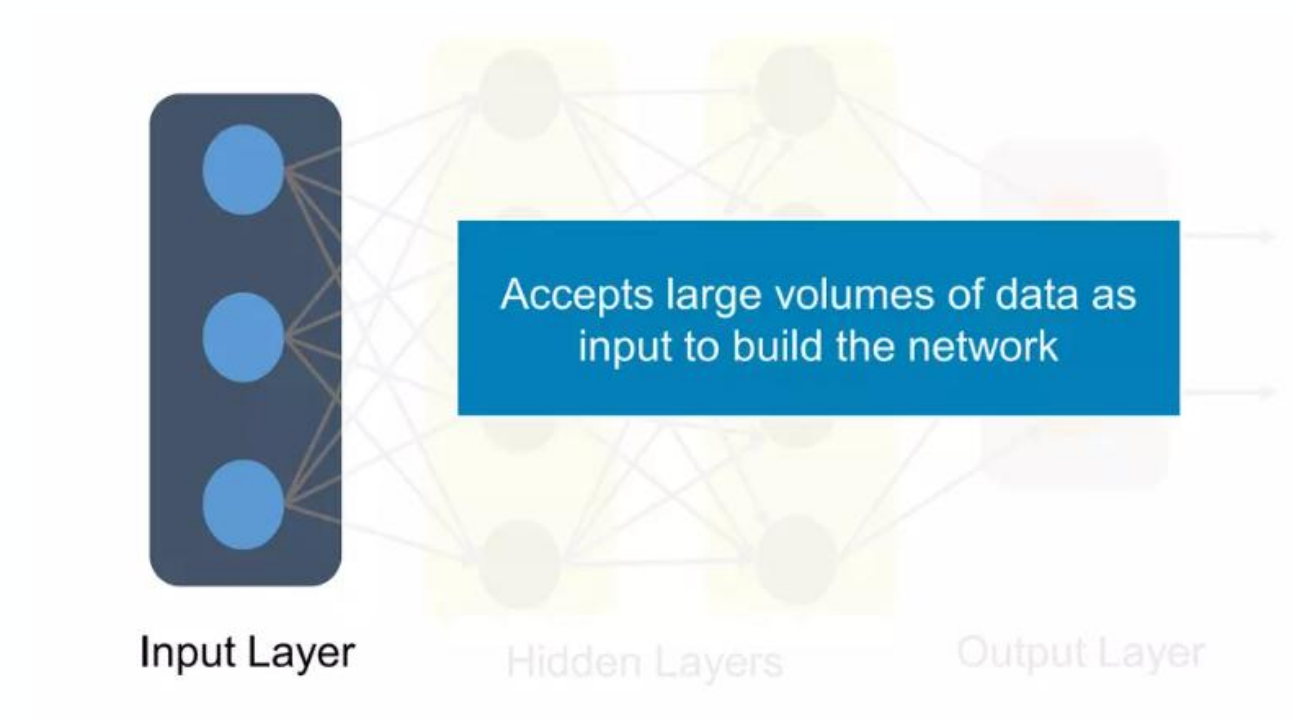 Accepts large volumes of data as
input to build the network
Input Layer
Hidden Layers
Output Layer